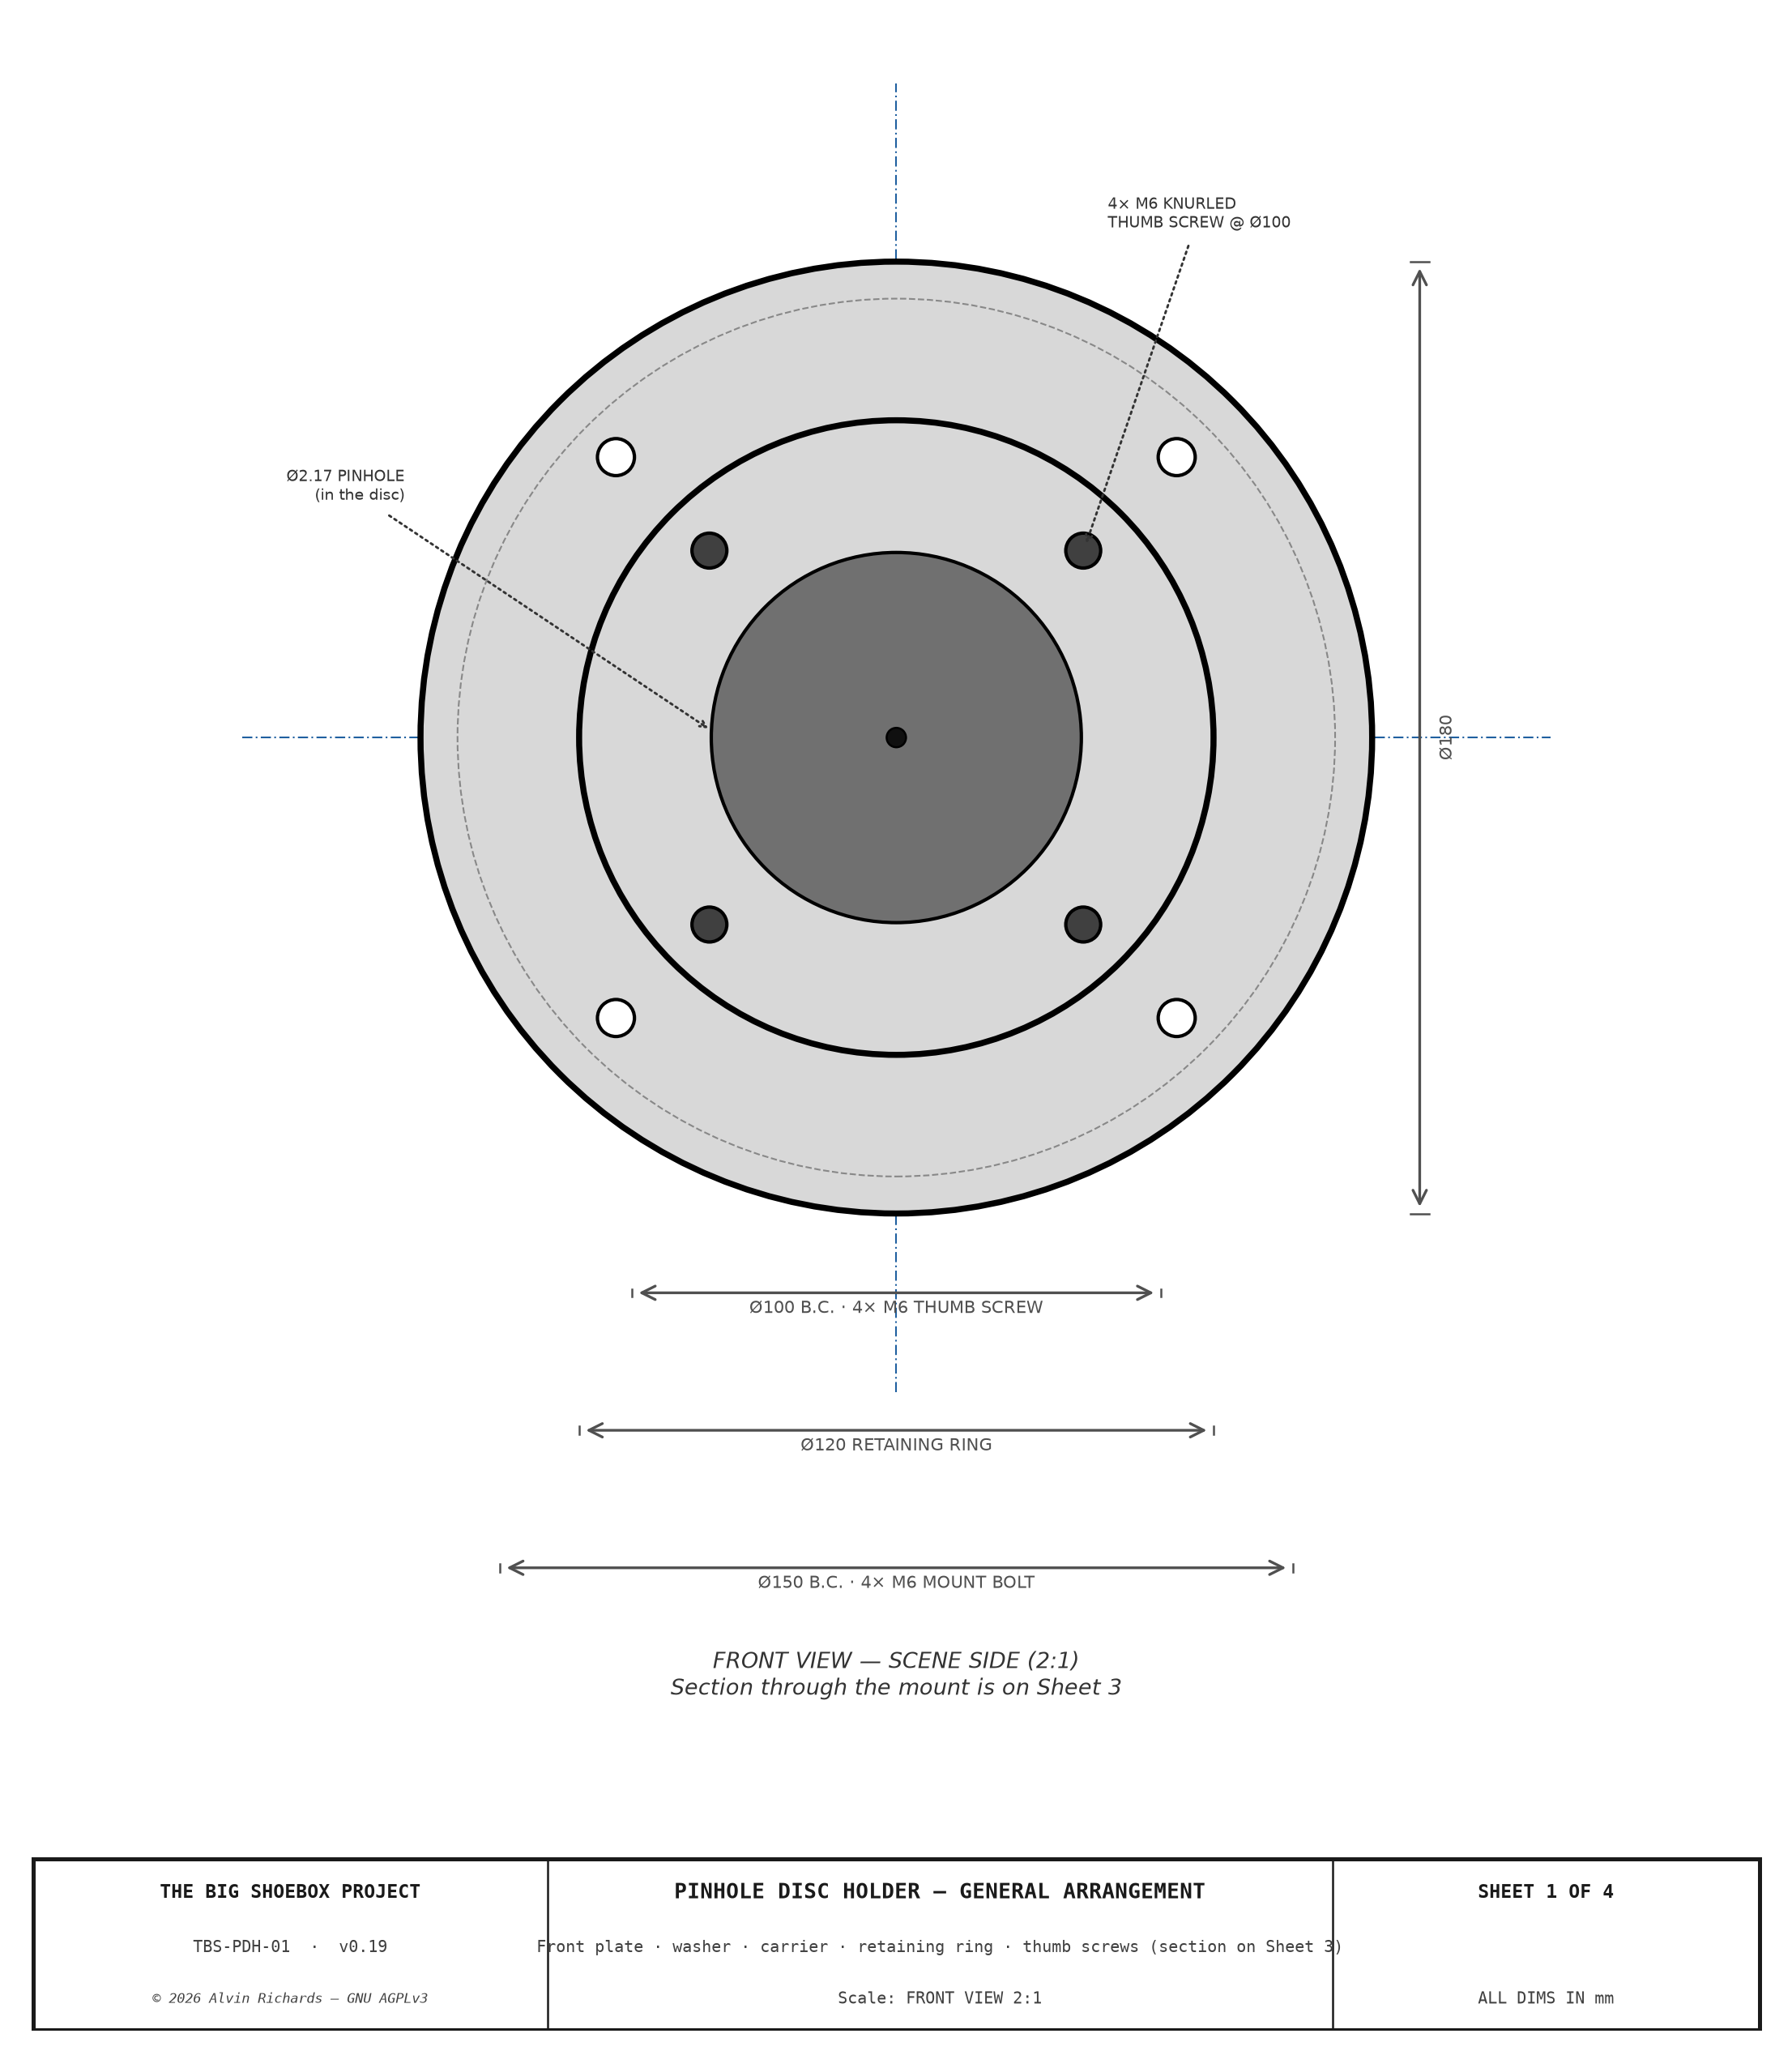 4× M6 KNURLED
THUMB SCREW @ Ø100
Ø2.17 PINHOLE
(in the disc)
Ø180
Ø100 B.C. · 4× M6 THUMB SCREW
Ø120 RETAINING RING
Ø150 B.C. · 4× M6 MOUNT BOLT
FRONT VIEW — SCENE SIDE (2:1)
Section through the mount is on Sheet 3
THE BIG SHOEBOX PROJECT
TBS-PDH-01 · v0.19
© 2026 Alvin Richards — GNU AGPLv3
PINHOLE DISC HOLDER — GENERAL ARRANGEMENT
Front plate · washer · carrier · retaining ring · thumb screws (section on Sheet 3)
Scale: FRONT VIEW 2:1
SHEET 1 OF 4
ALL DIMS IN mm